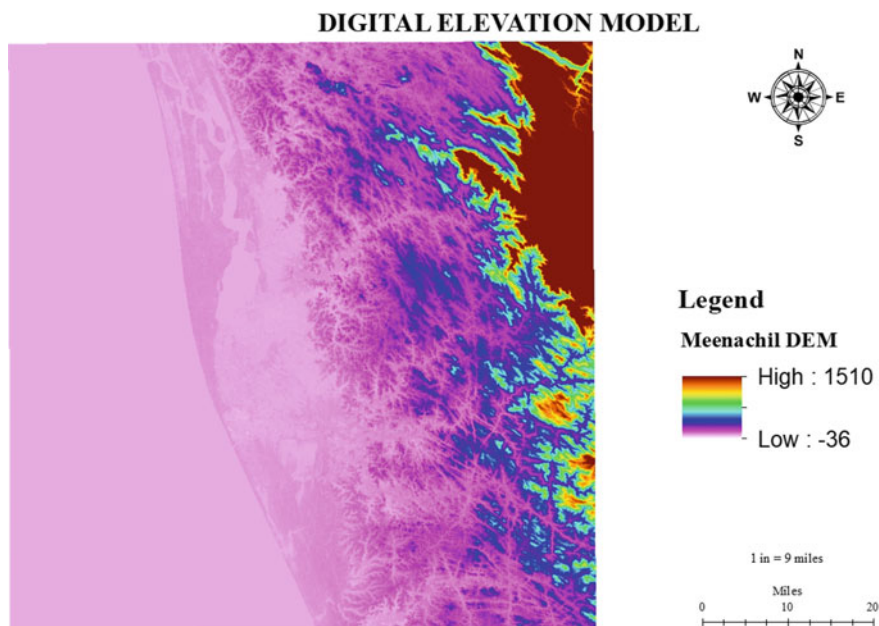 DIGITAL ELEVATION MODEL
N
W E
S
Legend
Meenachil DEM
High : 1510
Low : -36
1 in = 9 miles
Miles
0 10 20